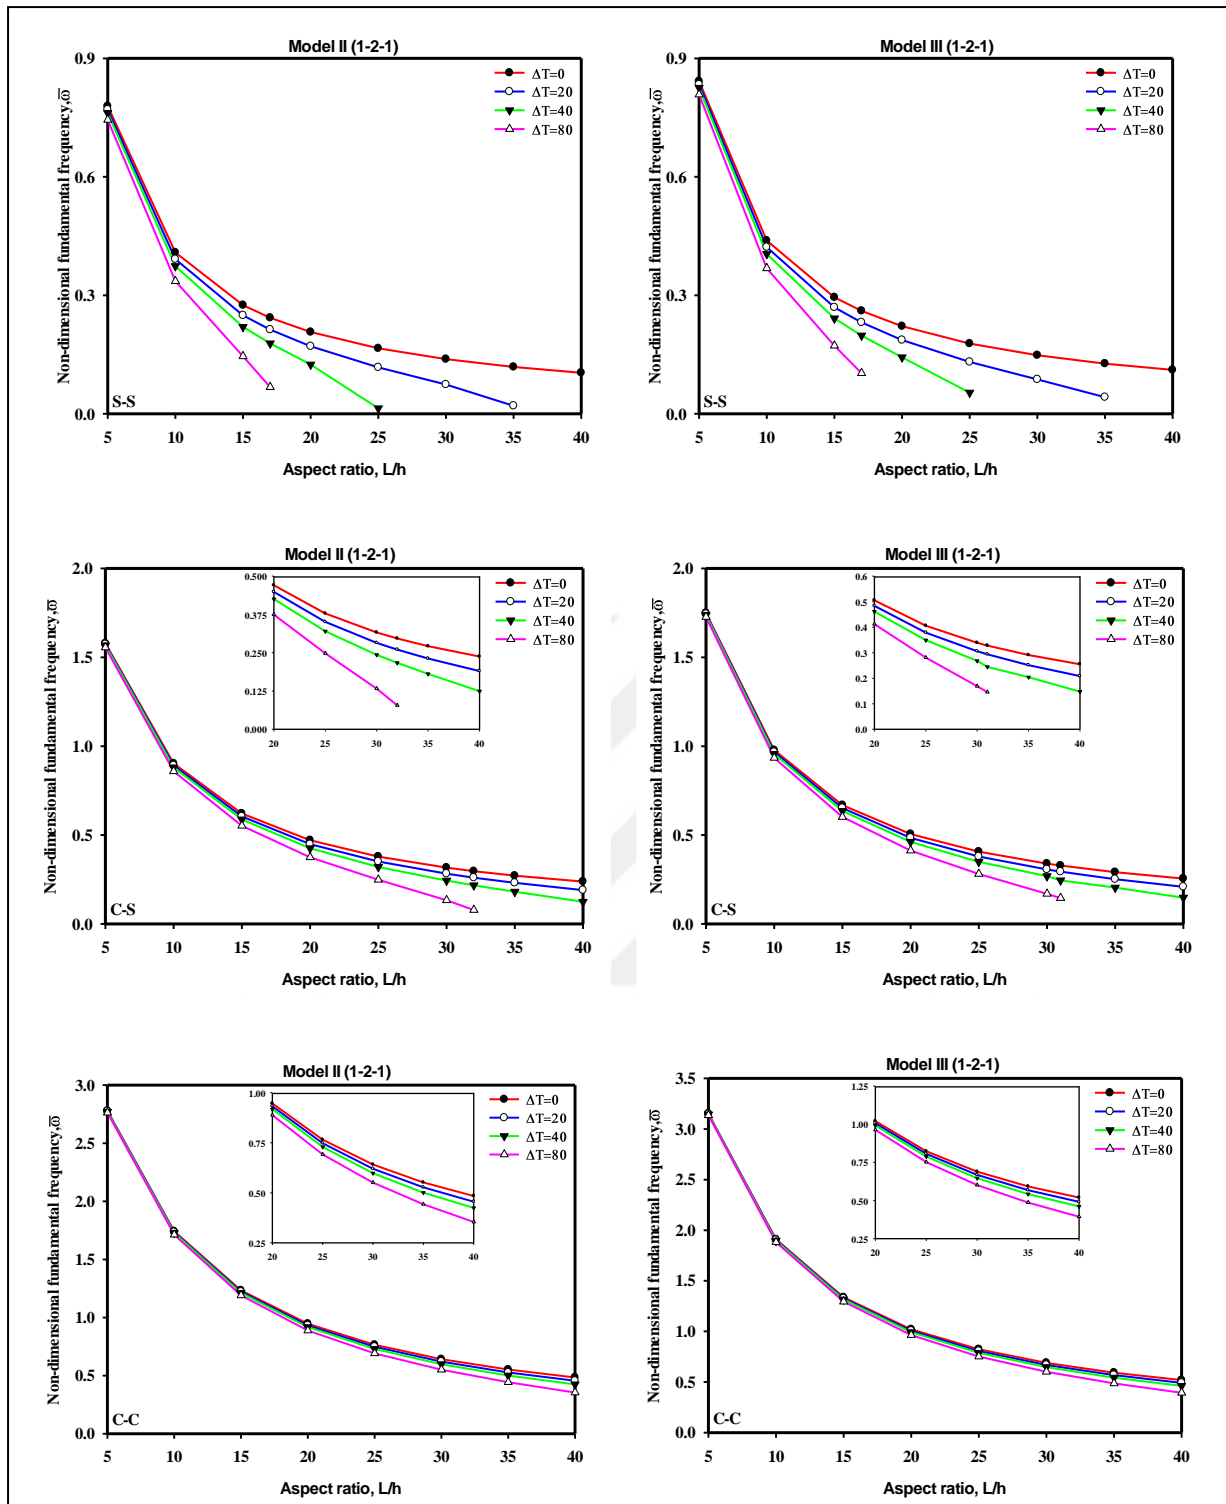 Model II (1-2-1)
Non-dimensional fundamental frequency,ω̅
0.9
0.6
0.3
0.0
ΔT=0
ΔT=20
ΔT=40
ΔT=80
S-S
5 10 15 20 25 30 35 40
Aspect ratio, L/h
Model III (1-2-1)
Non-dimensional fundamental frequency,ω̅
0.9
0.6
0.3
0.0
ΔT=0
ΔT=20
ΔT=40
ΔT=80
S-S
5 10 15 20 25 30 35 40
Aspect ratio, L/h
Model II (1-2-1)
Non-dimensional fundamental frequency,ω̅
2.0
1.5
1.0
0.5
0.0
0.500
0.375
0.250
0.125
0.000
20 25 30 35 40
ΔT=0
ΔT=20
ΔT=40
ΔT=80
C-S
5 10 15 20 25 30 35 40
Aspect ratio, L/h
Model III (1-2-1)
Non-dimensional fundamental frequency,ω̅
2.0
1.5
1.0
0.5
0.0
0.6
0.5
0.4
0.3
0.2
0.1
0.0
20 25 30 35 40
ΔT=0
ΔT=20
ΔT=40
ΔT=80
C-S
5 10 15 20 25 30 35 40
Aspect ratio, L/h
Model II (1-2-1)
Non-dimensional fundamental frequency,ω̅
3.0
2.5
2.0
1.5
1.0
0.5
0.0
1.00
0.75
0.50
0.25
20 25 30 35 40
ΔT=0
ΔT=20
ΔT=40
ΔT=80
C-C
5 10 15 20 25 30 35 40
Aspect ratio, L/h
Model III (1-2-1)
Non-dimensional fundamental frequency,ω̅
3.5
3.0
2.5
2.0
1.5
1.0
0.5
0.0
1.25
1.00
0.75
0.50
0.25
20 25 30 35 40
ΔT=0
ΔT=20
ΔT=40
ΔT=80
C-C
5 10 15 20 25 30 35 40
Aspect ratio, L/h